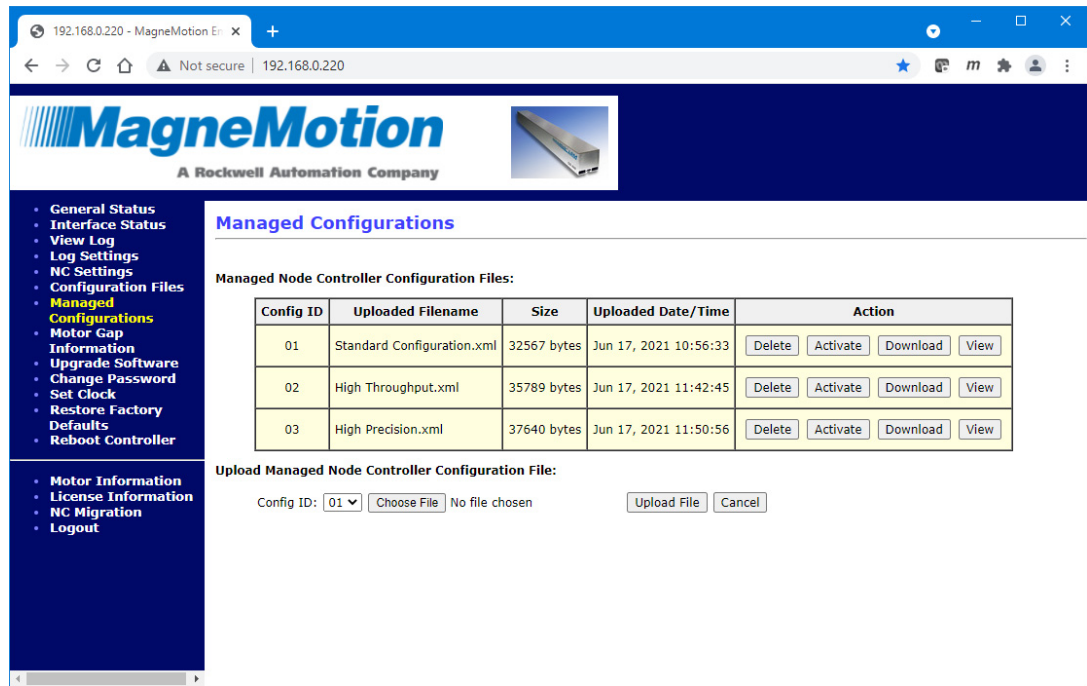 192.168.0.220 - MagneMotion En
Not secure | 192.168.0.220
MagneMotion
A Rockwell Automation Company
General Status
Interface Status
View Log
Log Settings
NC Settings
Configuration Files
Managed
Configurations
Motor Gap
Information
Upgrade Software
Change Password
Set Clock
Restore Factory
Defaults
Reboot Controller
Motor Information
License Information
NC Migration
Logout
Managed Configurations
Managed Node Controller Configuration Files:
Config ID Uploaded Filename Size Uploaded Date/Time Action
01 Standard Configuration.xml 32567 bytes Jun 17, 2021 10:56:33 Delete Activate Download View
02 High Throughput.xml 35789 bytes Jun 17, 2021 11:42:45 Delete Activate Download View
03 High Precision.xml 37640 bytes Jun 17, 2021 11:50:56 Delete Activate Download View
Upload Managed Node Controller Configuration File:
Config ID: 01 Choose File No file chosen Upload File Cancel